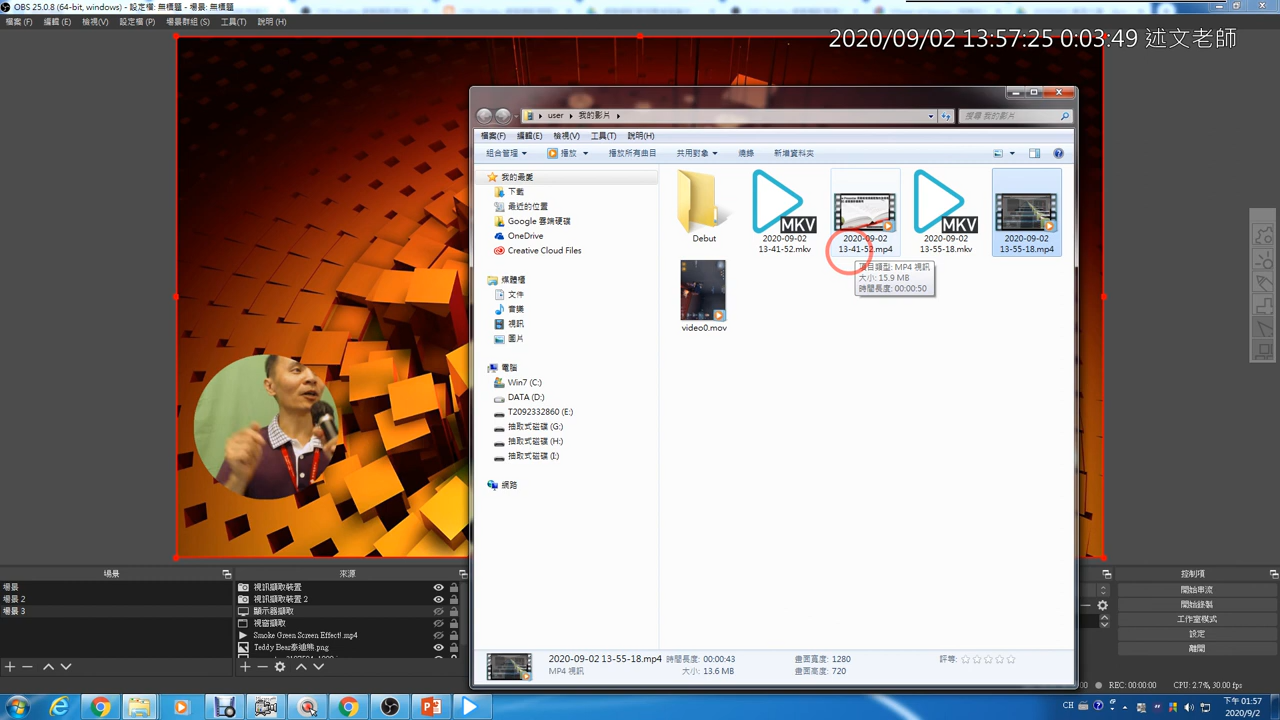 OBS 25.0.8 (64-bit, windows) - 設定檔: 無標題 - 場景: 無標題
檔案(F) 編輯(E) 檢視(V) 設定檔(P) 場景群組(S) 工具(T) 說明(H)
2020/09/02 13:57:25 0:03:49 述文老師
user 我的影片
搜尋 我的影片
檔案(F) 編輯(E) 檢視(V) 工具(T) 說明(H)
組合管理 播放 播放所有曲目 共用對象 燒錄 新增資料夾
我的最愛
下載
最近的位置
Google 雲端硬碟
OneDrive
Creative Cloud Files
媒體櫃
文件
音樂
視訊
圖片
電腦
Win7 (C:)
DATA (D:)
T2092332860 (E:)
抽取式磁碟 (G:)
抽取式磁碟 (H:)
抽取式磁碟 (I:)
網路
MKV
MKV
Debut
2020-09-02
13-41-52.mkv
2020-09-02
13-41-52.mp4
2020-09-02
13-55-18.mkv
2020-09-02
13-55-18.mp4
項目類型: MP4 視訊
大小: 15.9 MB
時間長度: 00:00:50
video0.mov
2020-09-02 13-55-18.mp4 時間長度: 00:00:43 畫面寬度: 1280 評等:
MP4 視訊 大小: 13.6 MB 畫面高度: 720
場景
場景
場景 2
場景 3
來源
視訊擷取裝置
視訊擷取裝置 2
顯示器擷取
視窗擷取
Smoke Green Screen Effect!.mp4
Teddy Bear泰迪熊.png
控制項
開始串流
開始錄製
工作室模式
設定
離開
REC: 00:00:00 CPU: 2.7%, 30.00 fps
CH
下午 01:57
2020/9/2